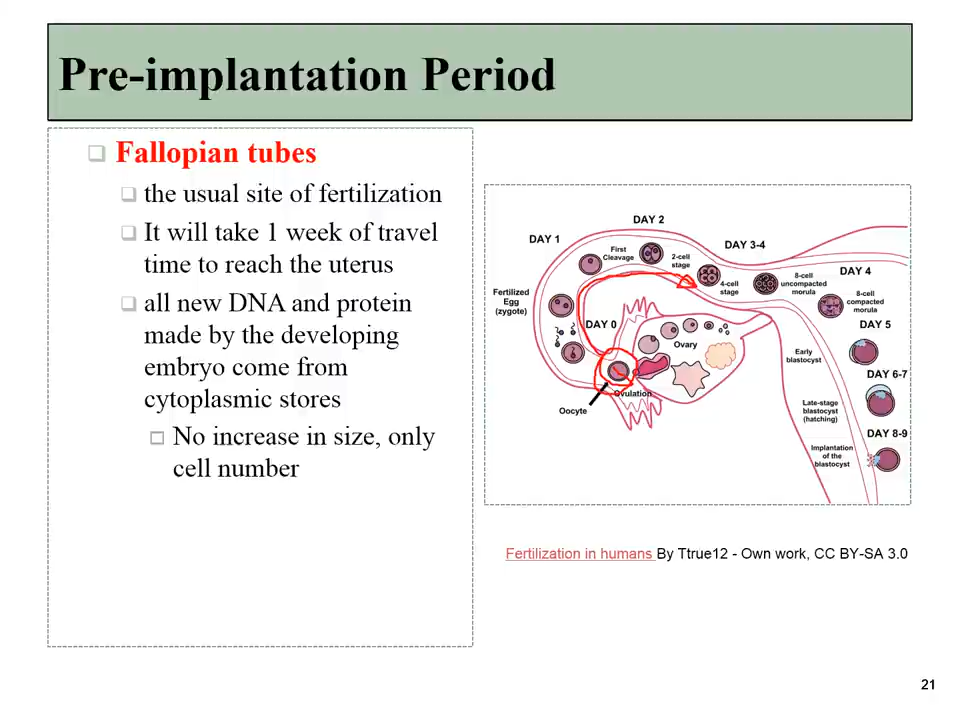 Pre-implantation Period
Fallopian tubes
the usual site of fertilization
It will take 1 week of travel
time to reach the uterus
all new DNA and protein
made by the developing
embryo come from
cytoplasmic stores
No increase in size, only
cell number
DAY 2
DAY 1
First
Cleavage
2-cell
stage
DAY 3-4
4-cell
stage
8-cell
uncompacted
morula
DAY 4
8-cell
compacted
morula
Fertilized
Egg
(zygote)
DAY 0
Ovary
DAY 5
Early
blastocyst
DAY 6-7
Ovulation
Oocyte
Late-stage
blastocyst
(hatching)
DAY 8-9
Implantation
of the
blastocyst
Fertilization in humans By Ttrue12 - Own work, CC BY-SA 3.0
21